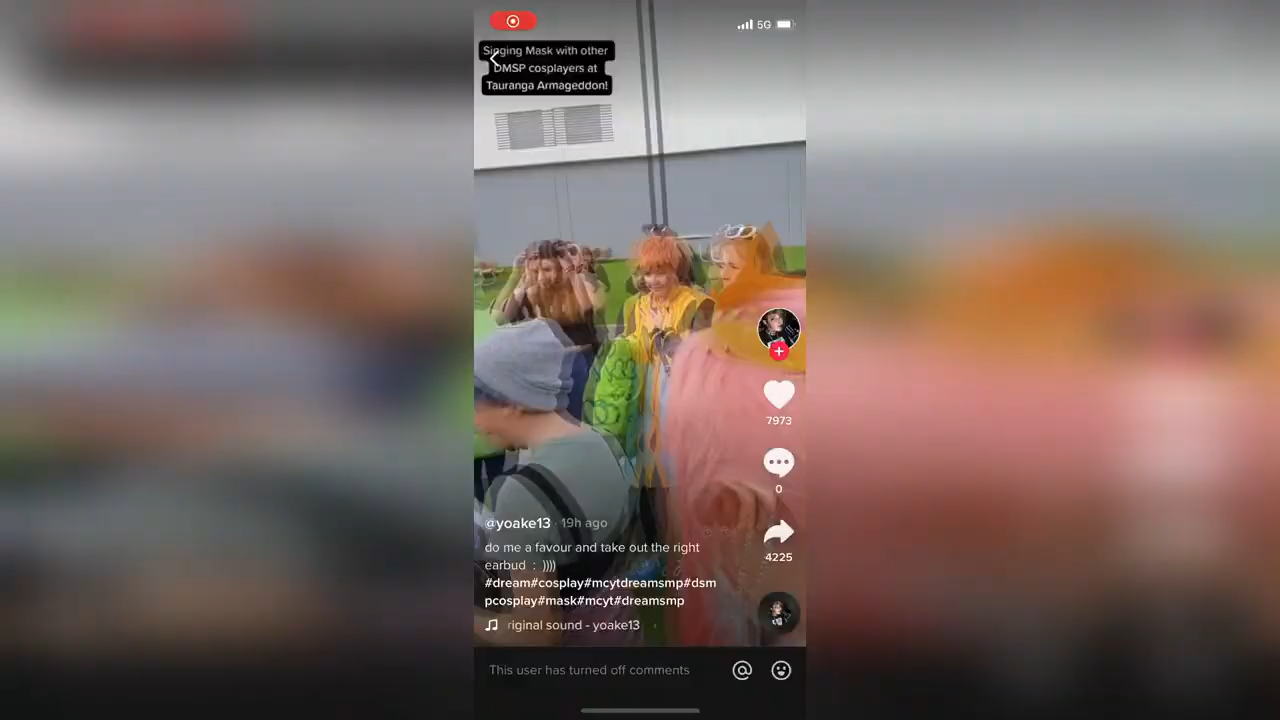 5G
Singing Mask with other
DMSP cosplayers at
Tauranga Armageddon!
7973
0
4225
@yoake13 · 19h ago
do me a favour and take out the right
earbud : ))))
#dream#cosplay#mcytdreamsmp#dsm
pcosplay#mask#mcyt#dreamsmp
riginal sound - yoake13
This user has turned off comments